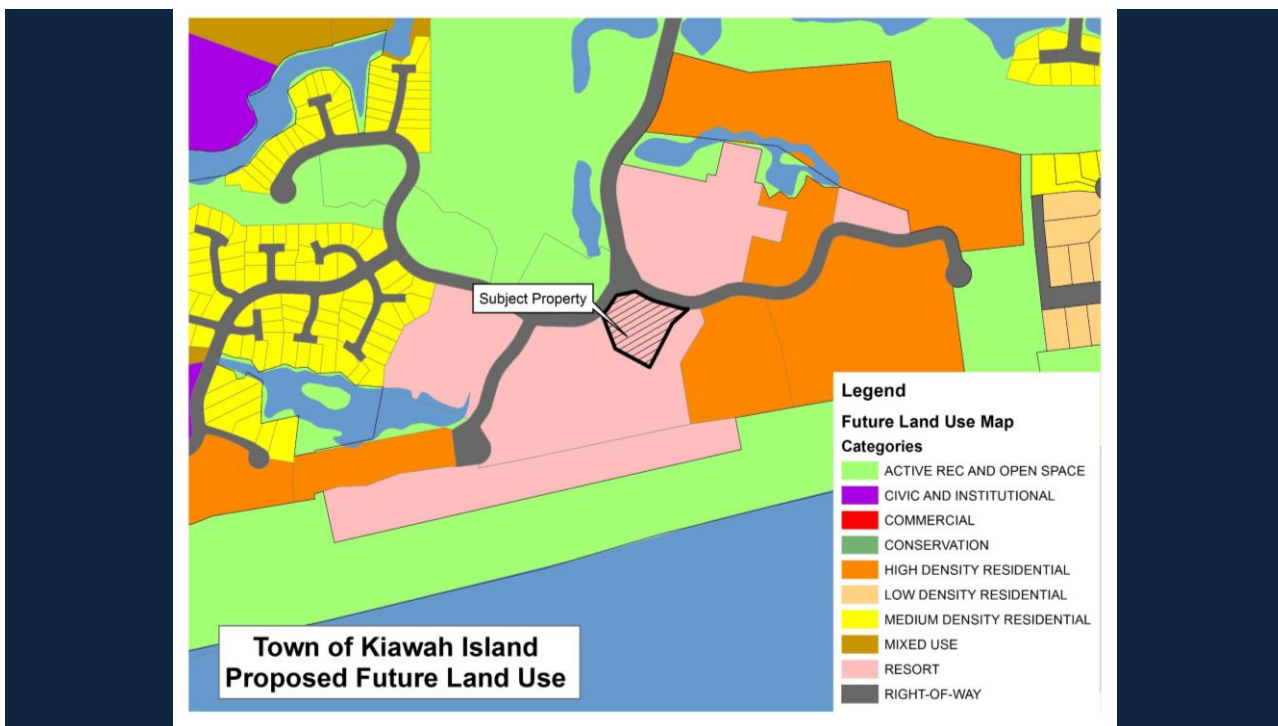 Subject Property
Legend
Future Land Use Map
Categories
ACTIVE REC AND OPEN SPACE
CIVIC AND INSTITUTIONAL
COMMERCIAL
CONSERVATION
HIGH DENSITY RESIDENTIAL
LOW DENSITY RESIDENTIAL
MEDIUM DENSITY RESIDENTIAL
MIXED USE
RESORT
RIGHT-OF-WAY
Town of Kiawah Island
Proposed Future Land Use